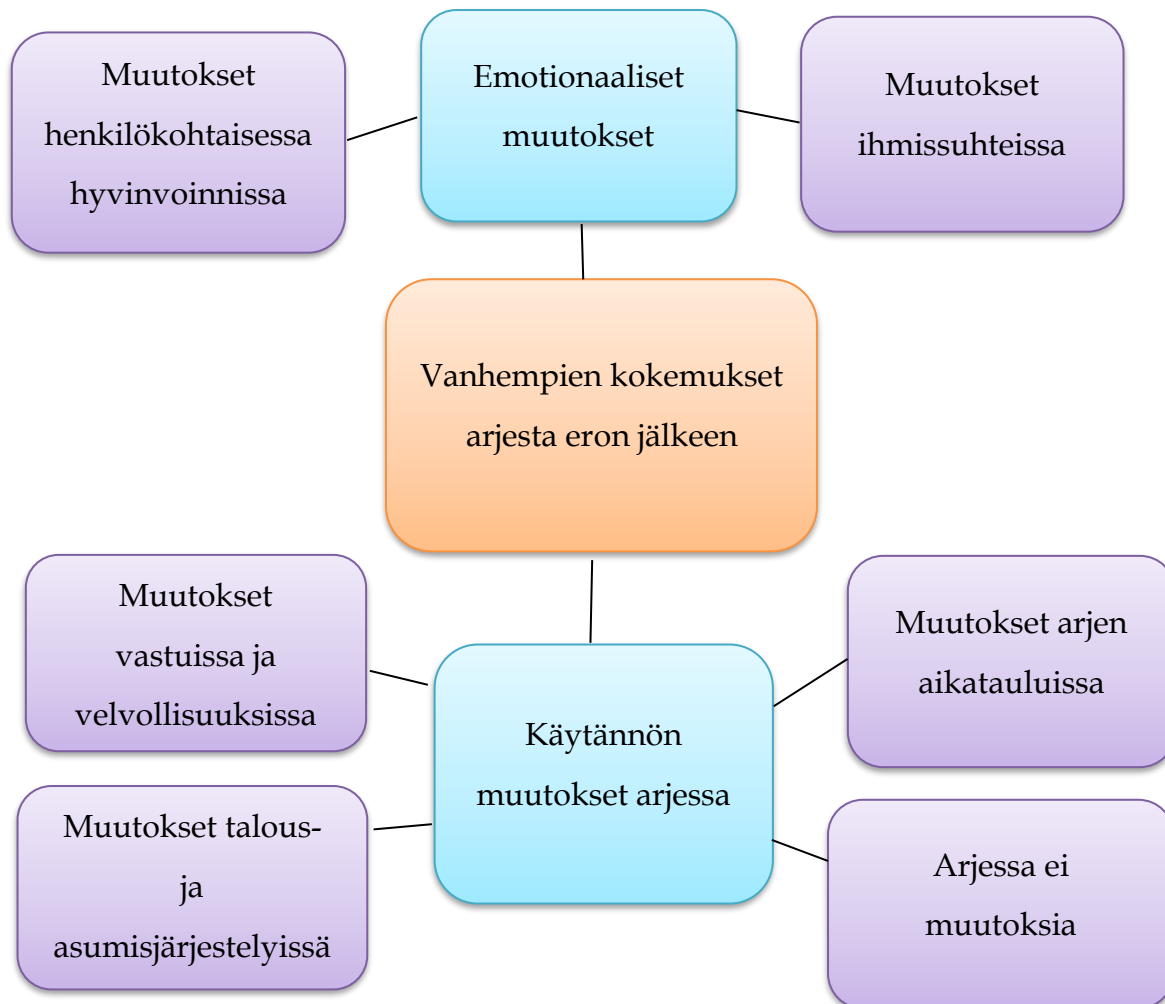 Muutokset
henkilökohtaisessa
hyvinvoinnissa
Emotionaaliset
muutokset
Muutokset
ihmissuhteissa
Vanhempien kokemukset
arjesta eron jälkeen
Muutokset
vastuissa ja
velvollisuuksissa
Muutokset arjen
aikatauluissa
Käytännön
muutokset arjessa
Muutokset talous-
ja
asumisjärjestelyissä
Arjessa ei
muutoksia